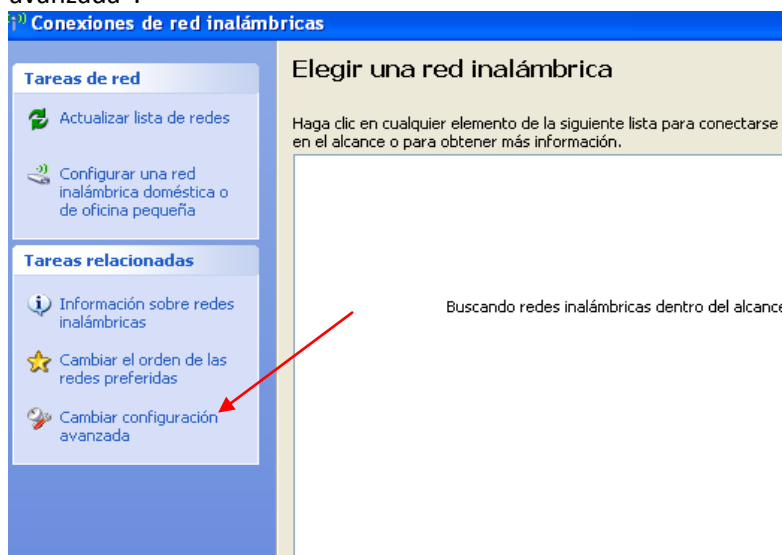 avanzada".
Conexiones de red inalámbricas
Tareas de red
Actualizar lista de redes
Configurar una red
inalámbrica doméstica o
de oficina pequeña
Tareas relacionadas
Información sobre redes
inalámbricas
Cambiar el orden de las
redes preferidas
Cambiar configuración
avanzada
Elegir una red inalámbrica
Haga clic en cualquier elemento de la siguiente lista para conectarse
en el alcance o para obtener más información.
Buscando redes inalámbricas dentro del alcance